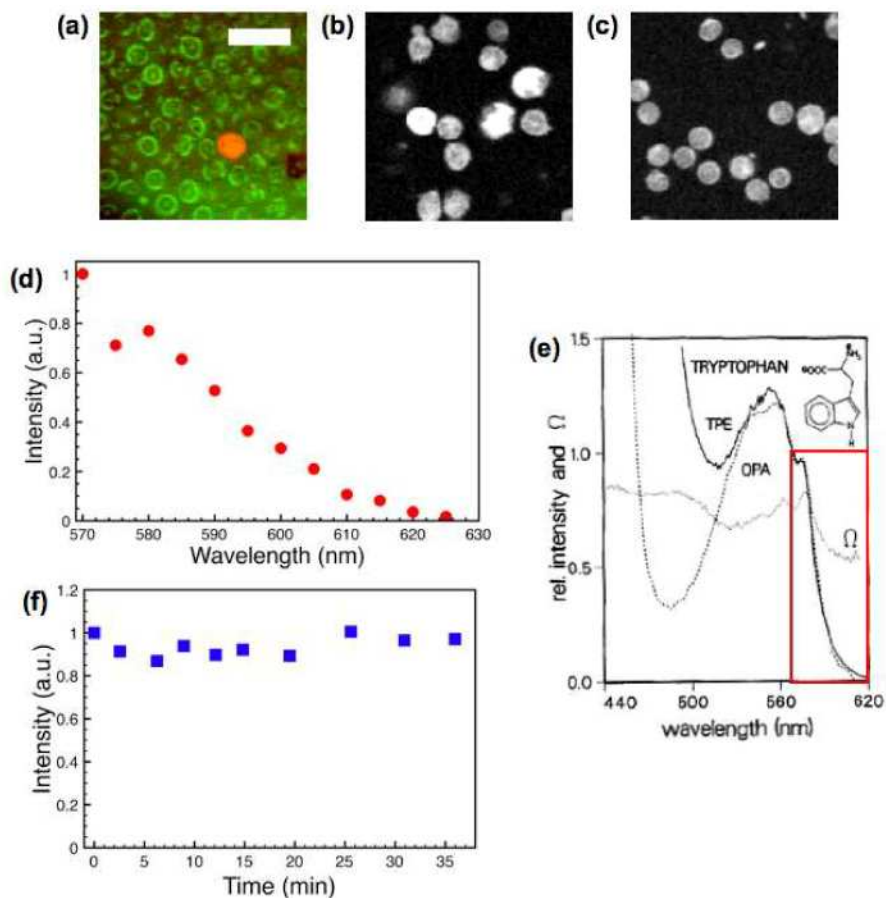 (a)
(b)
(c)
(d)
Intensity (a.u.)
1
0.8
0.6
0.4
0.2
0
570 580 590 600 610 620 630
Wavelength (nm)
(e)
rel. intensity and Ω
1.5
1.0
0.5
0.0
TRYPTOPHAN
TPE
OPA
Ω
N
H
440 500 560 620
wavelength (nm)
(f)
Intensity (a.u.)
1.2
1
0.8
0.6
0.4
0.2
0
0 5 10 15 20 25 30 35
Time (min)